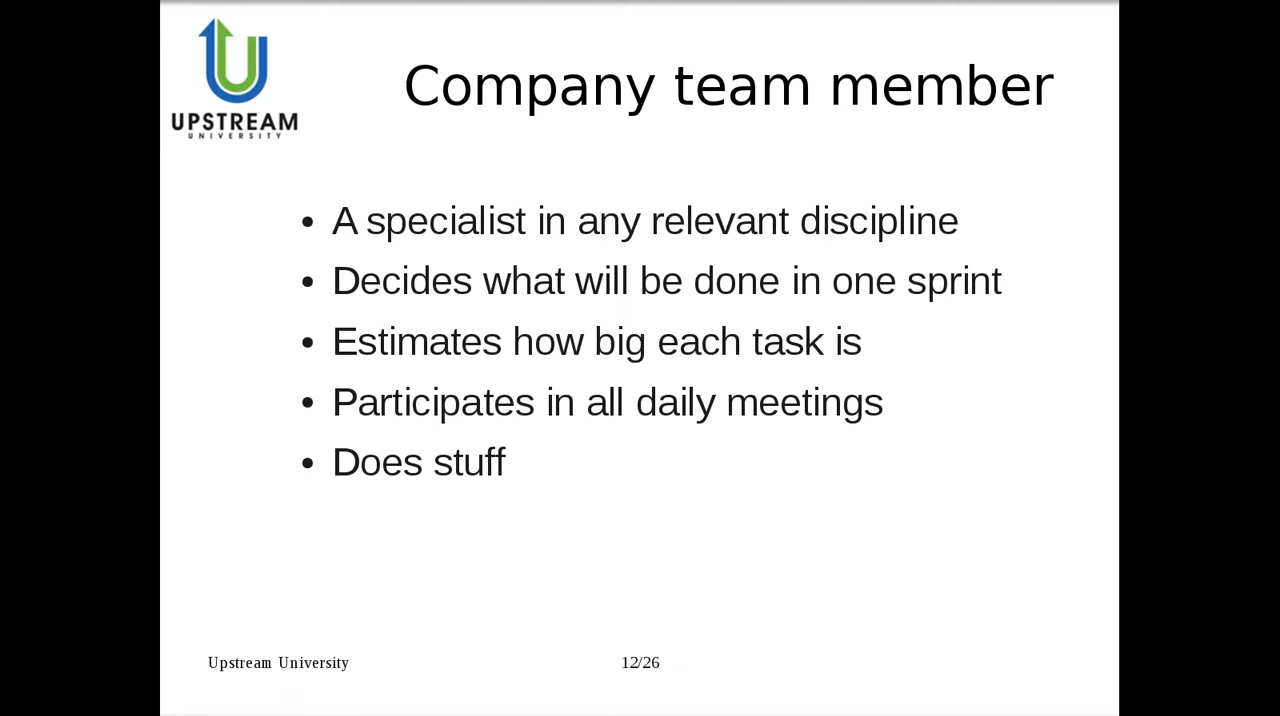 UPSTREAM
UNIVERSITY
Company team member
• A specialist in any relevant discipline
• Decides what will be done in one sprint
• Estimates how big each task is
• Participates in all daily meetings
• Does stuff
Upstream University
12/26